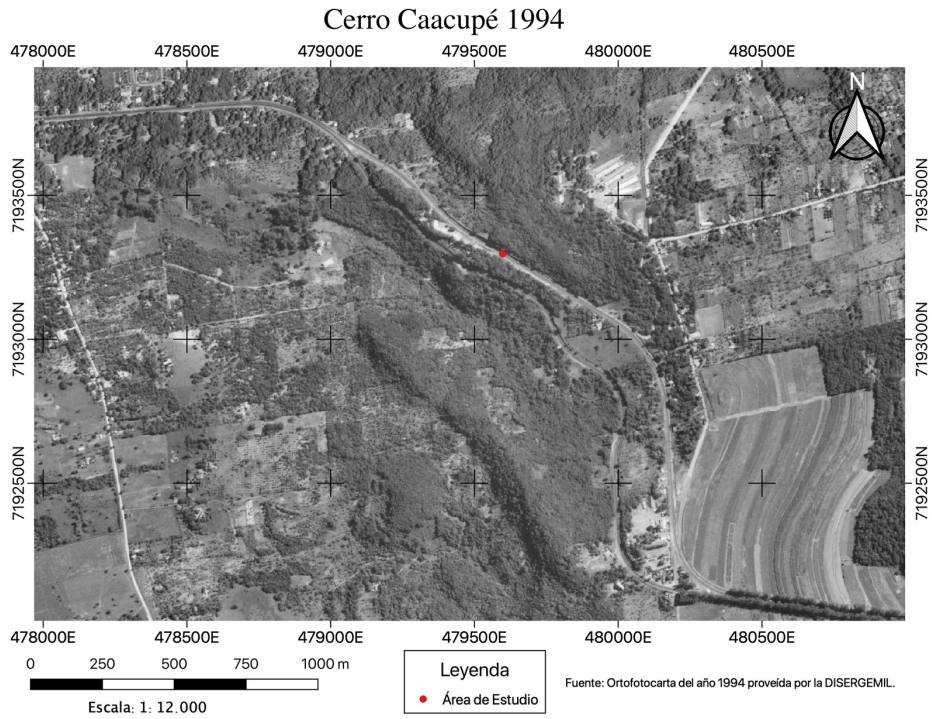 Cerro Caacupé 1994
478000E 478500E 479000E 479500E 480000E 480500E
N
7193500N 7193500N
7193000N 7193000N
7192500N 7192500N
478000E 478500E 479000E 479500E 480000E 480500E
0 250 500 750 1000 m
Escala: 1: 12.000
Leyenda
Área de Estudio
Fuente: Ortofotocarta del año 1994 proveída por la DISERGEMIL.